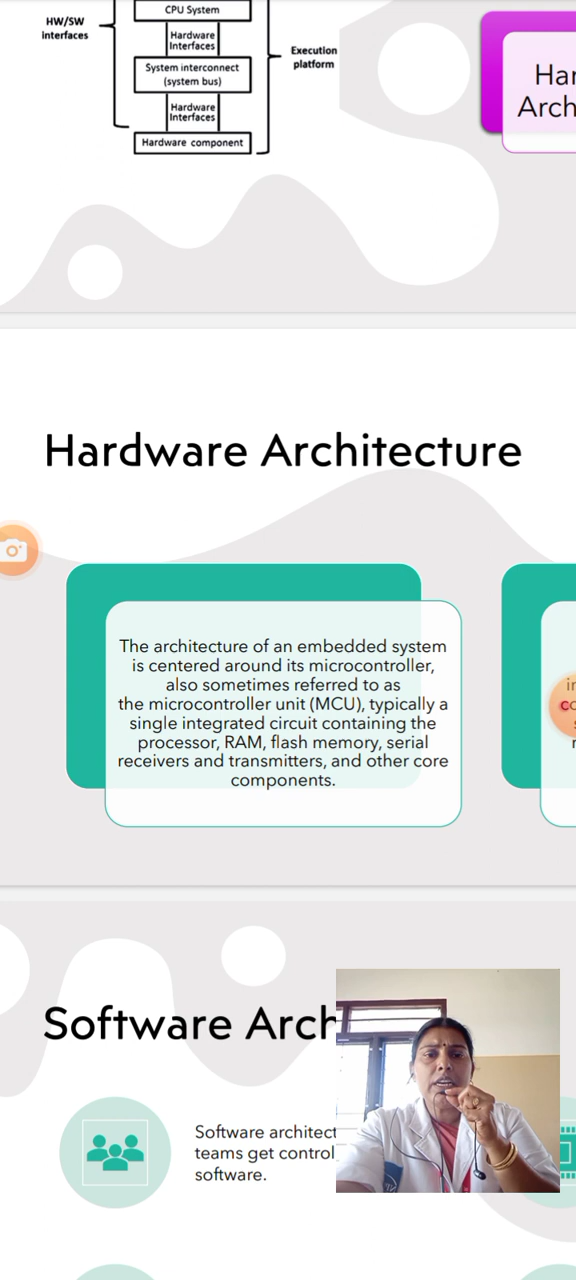 CPU System
HW/SW
interfaces
Hardware
Interfaces
Execution
platform
System interconnect
(system bus)
Hardware
Interfaces
Hardware component
Har
Arch
Hardware Architecture
The architecture of an embedded system
is centered around its microcontroller,
also sometimes referred to as
the microcontroller unit (MCU), typically a
single integrated circuit containing the
processor, RAM, flash memory, serial
receivers and transmitters, and other core
components.
Software Arch
Software architect
teams get control
software.